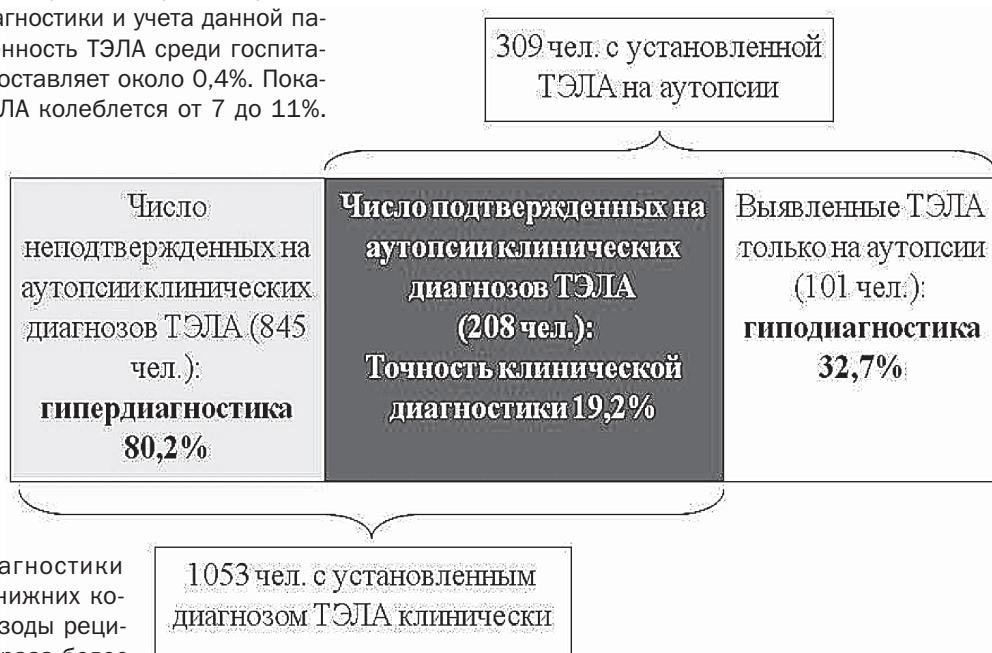 агностики и учета данной па-
енность ТЭЛА среди госпита-
оставляет около 0,4%. Пока-
ЛА колеблется от 7 до 11%.
309 чел. с установленной
ТЭЛА на аутопсии
Число
неподтвержденных на
аутопсии клинических
диагнозов ТЭЛА (845
чел.):
гипердиагностика
80,2%
Число подтвержденных на
аутопсии клинических
диагнозов ТЭЛА
(208 чел.):
Точность клинической
диагностики 19,2%
Выявленные ТЭЛА
только на аутопсии
(101 чел.):
гиподиагностика
32,7%
1053 чел. с установленным
диагнозом ТЭЛА клинически
агностики
нижних ко-
зоды реци-